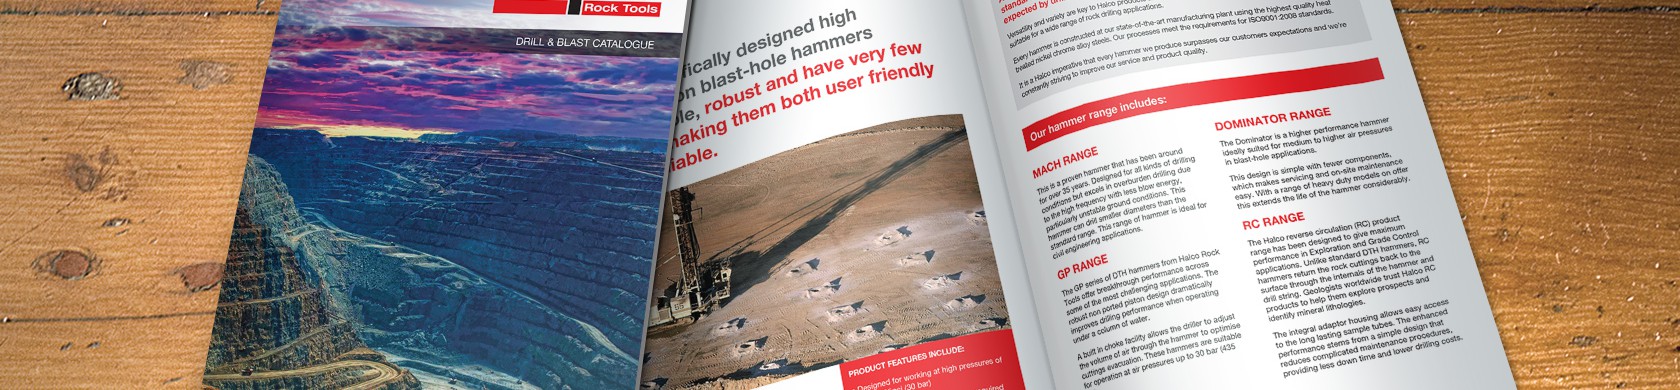 Rock Tools
DRILL & BLAST CATALOGUE
fically designed high
on blast-hole hammers
le, robust and have very few
making them both user friendly
iable.
PRODUCT FEATURES INCLUDE:
Designed for working at high pressures of
(30 bar)
expected by
Versatility and variety are key to Halco
suitable for a wide range of rock drilling applications.
Every hammer is constructed at our state-of-the-art manufacturing plant using the highest quality heat
treated nickel chrome alloy steels. Our processes meet the requirements for ISO9001:2008 standards.
It is a Halco imperative that every hammer we produce surpasses our customers expectations and we're
constantly striving to improve our service and product quality.
Our hammer range includes:
MACH RANGE
This is a proven hammer that has been around
for over 35 years. Designed for all kinds of drilling
conditions but excels in overburden drilling due
to the high frequency with less blow energy,
particularly unstable ground conditions. This
hammer can drill smaller diameters than the
standard range. This range of hammer is ideal for
civil engineering applications.
GP RANGE
The GP series of DTH hammers from Halco Rock
Tools offer breakthrough performance across
some of the most challenging applications. The
robust non ported piston design dramatically
improves drilling performance when operating
under a column of water.
A built in choke facility allows the driller to adjust
the volume of air through the hammer to optimise
cuttings evacuation. These hammers are suitable
for operation at air pressures up to 30 bar (435
DOMINATOR RANGE
The Dominator is a higher performance hammer
ideally suited for medium to higher air pressures
in blast-hole applications.
This design is simple with fewer components,
which makes servicing and on-site maintenance
easy. With a range of heavy duty models on offer
this extends the life of the hammer considerably.
RC RANGE
The Halco reverse circulation (RC) product
range has been designed to give maximum
performance in Exploration and Grade Control
applications. Unlike standard DTH hammers, RC
hammers return the rock cuttings back to the
surface through the internals of the hammer and
drill string. Geologists worldwide trust Halco RC
products to help them explore prospects and
identify mineral lithologies.
The integral adaptor housing allows easy access
to the long lasting sample tubes. The enhanced
performance stems from a simple design that
reduces complicated maintenance procedures,
providing less down time and lower drilling costs.